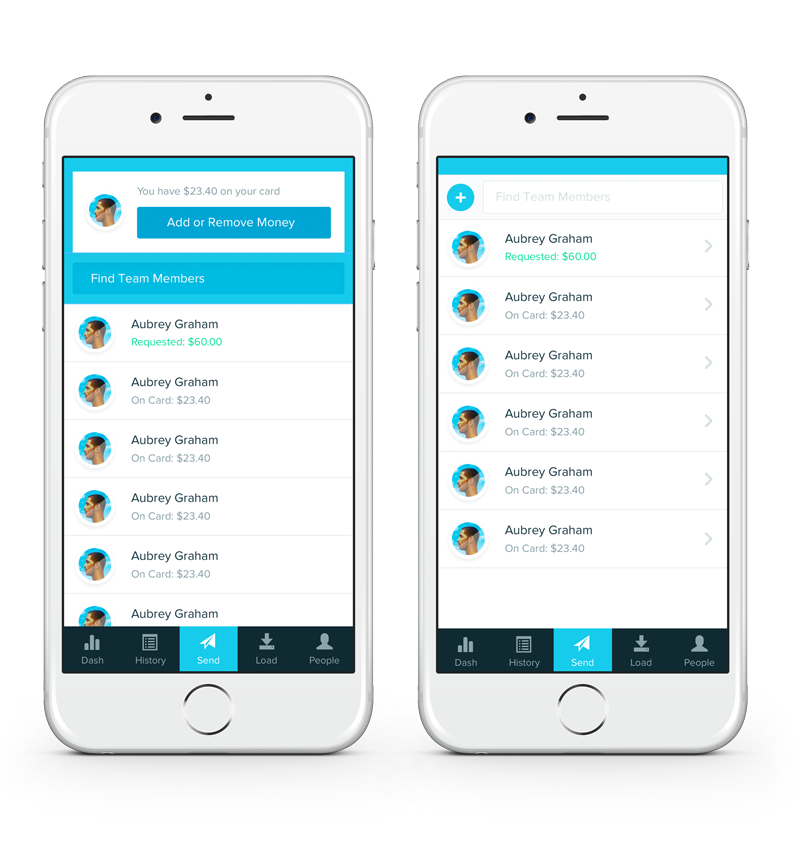 You have $23.40 on your card
Add or Remove Money
Find Team Members
Aubrey Graham
Requested: $60.00
Aubrey Graham
On Card: $23.40
Aubrey Graham
On Card: $23.40
Aubrey Graham
On Card: $23.40
Aubrey Graham
On Card: $23.40
Aubrey Graham
Dash History Send Load People
Find Team Members
Aubrey Graham
Requested: $60.00
Aubrey Graham
On Card: $23.40
Aubrey Graham
On Card: $23.40
Aubrey Graham
On Card: $23.40
Aubrey Graham
On Card: $23.40
Aubrey Graham
On Card: $23.40
Dash History Send Load People